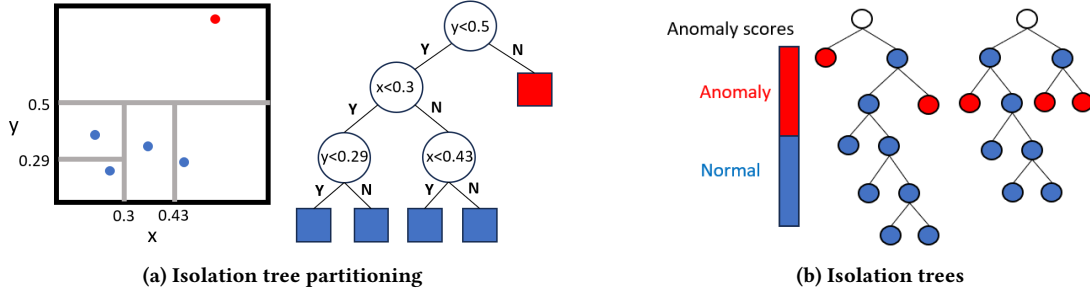 0.5
y
0.29
0.3
0.43
x
y<0.5
Y
N
x<0.3
Y
N
y<0.29
x<0.43
Y
N
Y
N
(a) Isolation tree partitioning
Anomaly scores
Anomaly
Normal
(b) Isolation trees